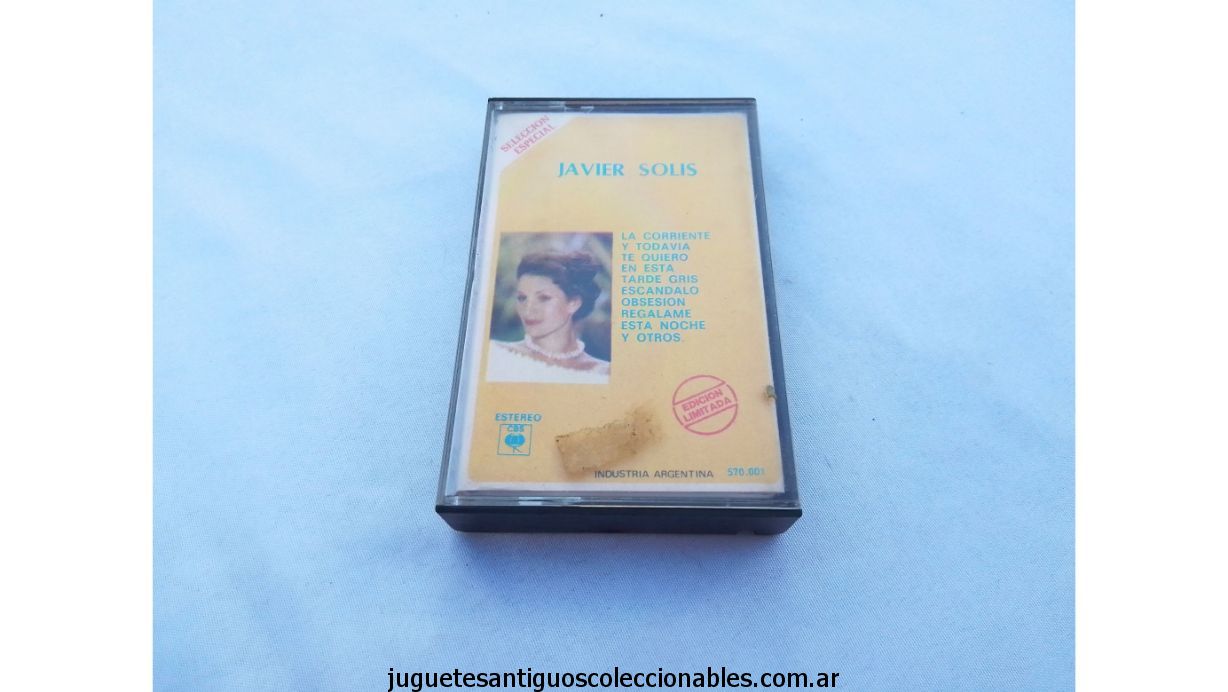 SELECCION
ESPECIAL
JAVIER SOLIS
LA CORRIENTE
Y TODAVIA
TE QUIERO
EN ESTA
TARDE GRIS
ESCANDALO
OBSESION
REGALAME
ESTA NOCHE
Y OTROS.
EDICION
LIMITADA
ESTEREO
CBS
INDUSTRIA ARGENTINA 570.001
juguetesantiguoscoleccionables.com.ar